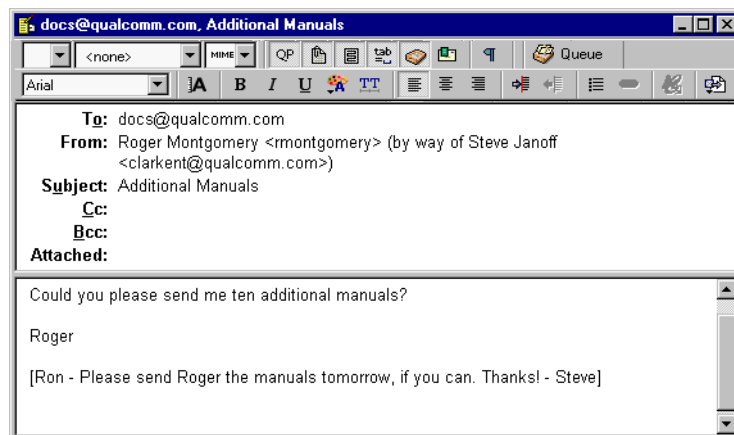 docs@qualcomm.com, Additional Manuals
<none> MIME QP tab Queue
Arial A B I U TT
To: docs@qualcomm.com
From: Roger Montgomery <rmontgomery> (by way of Steve Janoff
<clarkent@qualcomm.com>)
Subject: Additional Manuals
Cc:
Bcc:
Attached:
Could you please send me ten additional manuals?
Roger
[Ron - Please send Roger the manuals tomorrow, if you can. Thanks! - Steve]